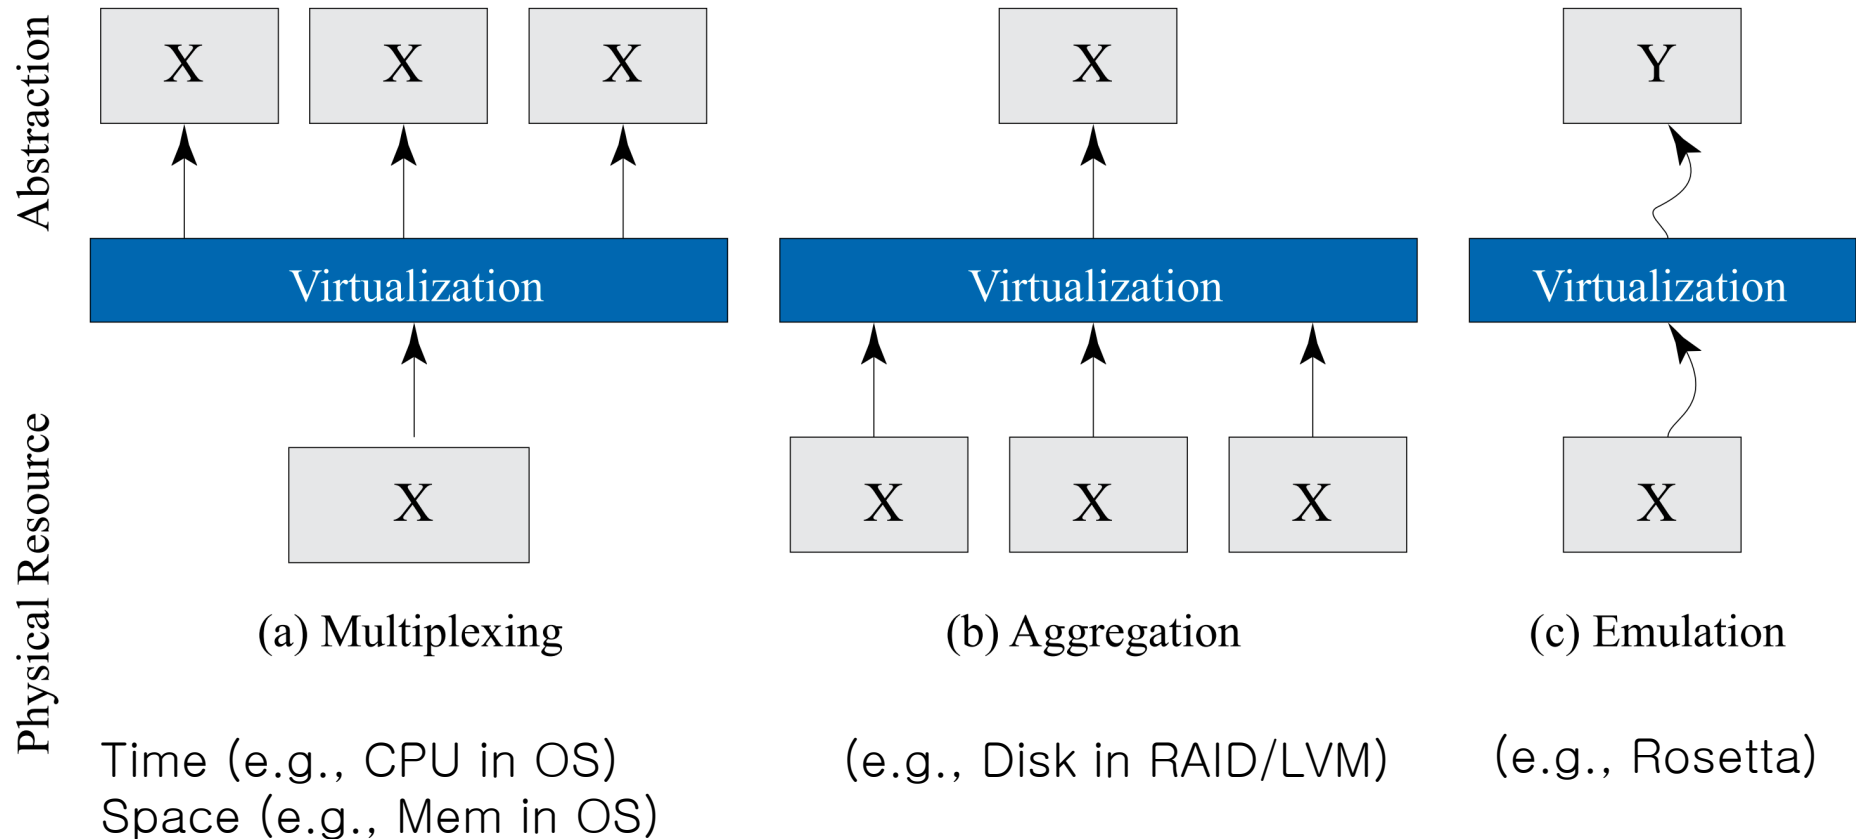 Abstraction
X X X
X
Y
Virtualization
Virtualization
Virtualization
Physical Resource
X
X X X
X
(a) Multiplexing
(b) Aggregation
(c) Emulation
Time (e.g., CPU in OS)
Space (e.g., Mem in OS)
(e.g., Disk in RAID/LVM)
(e.g., Rosetta)